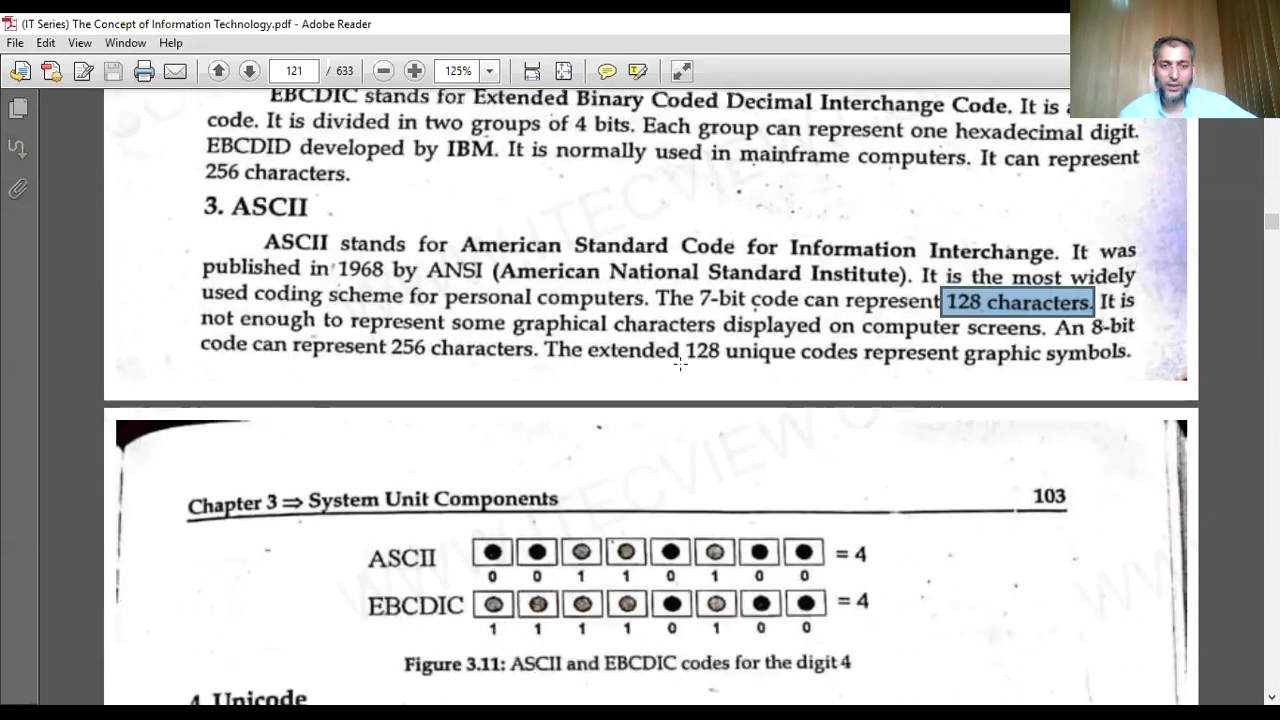 (IT Series) The Concept of Information Technology.pdf - Adobe Reader
File Edit View Window Help
121 / 633 125%
EBCDIC stands for Extended Binary Coded Decimal Interchange Code. It is a
code. It is divided in two groups of 4 bits. Each group can represent one hexadecimal digit.
EBCDID developed by IBM. It is normally used in mainframe computers. It can represent
256 characters.
3. ASCII
ASCII stands for American Standard Code for Information Interchange. It was
published in 1968 by ANSI (American National Standard Institute). It is the most widely
used coding scheme for personal computers. The 7-bit code can represent 128 characters. It is
not enough to represent some graphical characters displayed on computer screens. An 8-bit
code can represent 256 characters. The extended 128 unique codes represent graphic symbols.
Chapter 3 ⇒ System Unit Components 103
ASCII = 4
0 0 1 1 0 1 0 0
EBCDIC = 4
1 1 1 1 0 1 0 0
Figure 3.11: ASCII and EBCDIC codes for the digit 4
4. Unicode